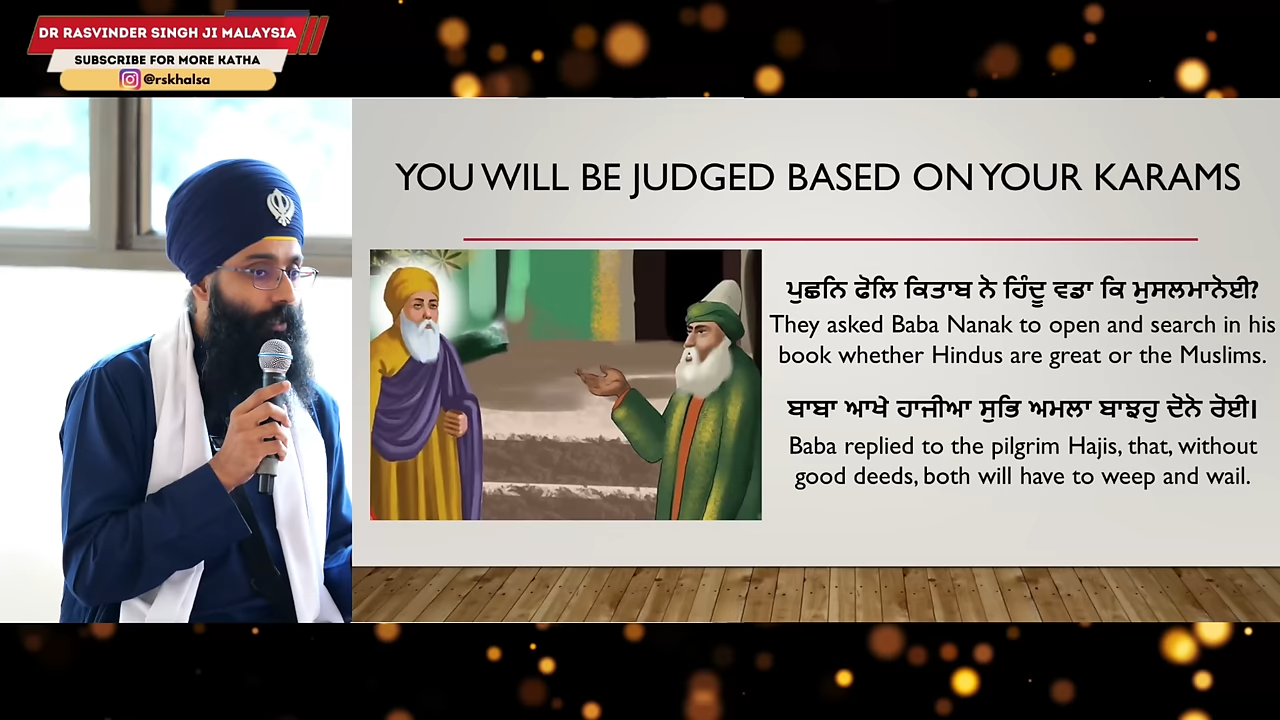 DR RASVINDER SINGH JI MALAYSIA
SUBSCRIBE FOR MORE KATHA
@rskhalsa
YOU WILL BE JUDGED BASED ON YOUR KARAMS
ਪੁਛਨਿ ਫੋਲਿ ਕਿਤਾਬ ਨੋ ਹਿੰਦੂ ਵਡਾ ਕਿ ਮੁਸਲਮਾਨੋਈ?
They asked Baba Nanak to open and search in his
book whether Hindus are great or the Muslims.
ਬਾਬਾ ਆਖੇ ਹਾਜੀਆ ਸੁਭਿ ਅਮਲਾ ਬਾਝਹੁ ਦੋਨੋ ਰੋਈ।
Baba replied to the pilgrim Hajis, that, without
good deeds, both will have to weep and wail.